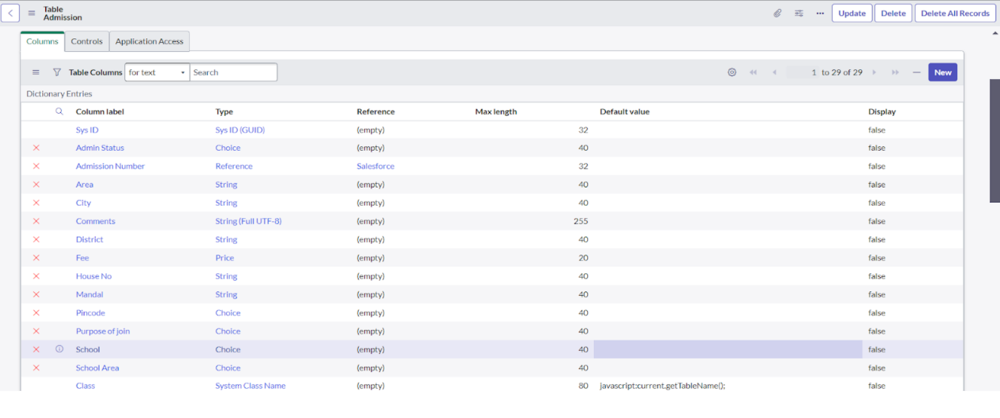 Table
Admission
Update Delete Delete All Records
Columns Controls Application Access
Table Columns for text Search 1 to 29 of 29 New
Dictionary Entries
Column label Type Reference Max length Default value Display
Sys ID Sys ID (GUID) (empty) 32 false
Admin Status Choice (empty) 40 false
Admission Number Reference Salesforce 32 false
Area String (empty) 40 false
City String (empty) 40 false
Comments String (Full UTF-8) (empty) 255 false
District String (empty) 40 false
Fee Price (empty) 20 false
House No String (empty) 40 false
Mandal String (empty) 40 false
Pincode Choice (empty) 40 false
Purpose of join Choice (empty) 40 false
School Choice (empty) 40 false
School Area Choice (empty) 40 false
Class System Class Name (empty) 80 javascript:current.getTableName(); false